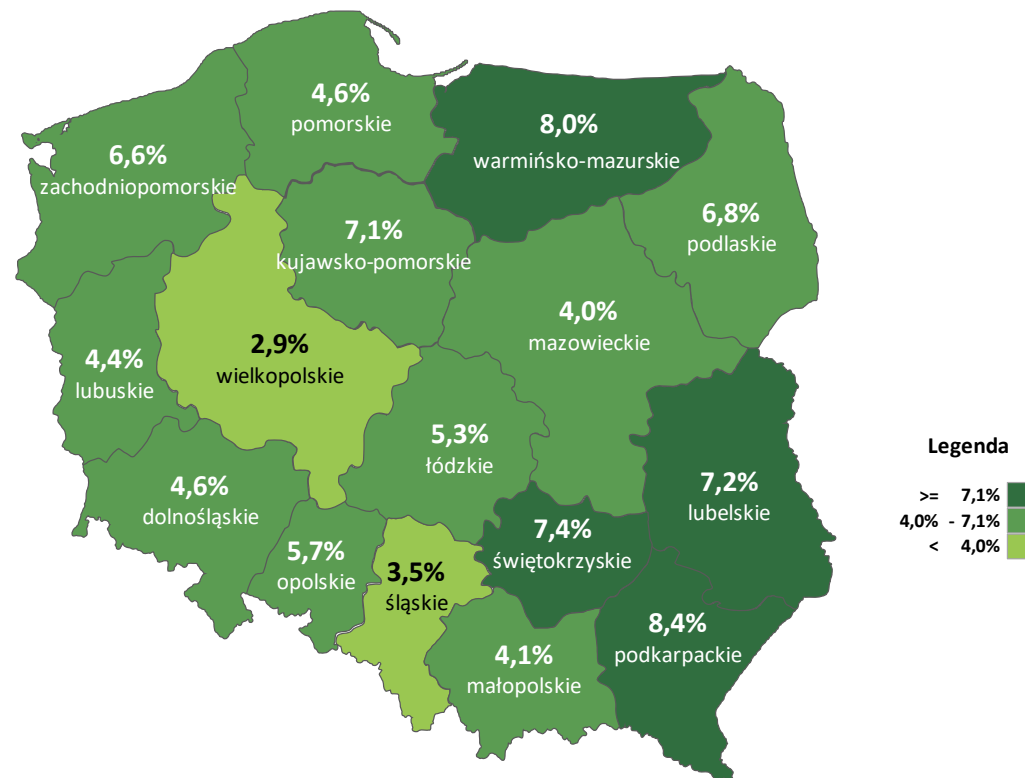 4,6%
pomorskie
8,0%
warmińsko-mazurskie
6,6%
zachodniopomorskie
6,8%
podlaskie
7,1%
kujawsko-pomorskie
4,0%
mazowieckie
2,9%
wielkopolskie
4,4%
lubuskie
5,3%
łódzkie
7,2%
lubelskie
4,6%
dolnośląskie
7,4%
świętokrzyskie
5,7%
opolskie
3,5%
śląskie
8,4%
podkarpackie
4,1%
małopolskie
Legenda
>= 7,1%
4,0% - 7,1%
< 4,0%